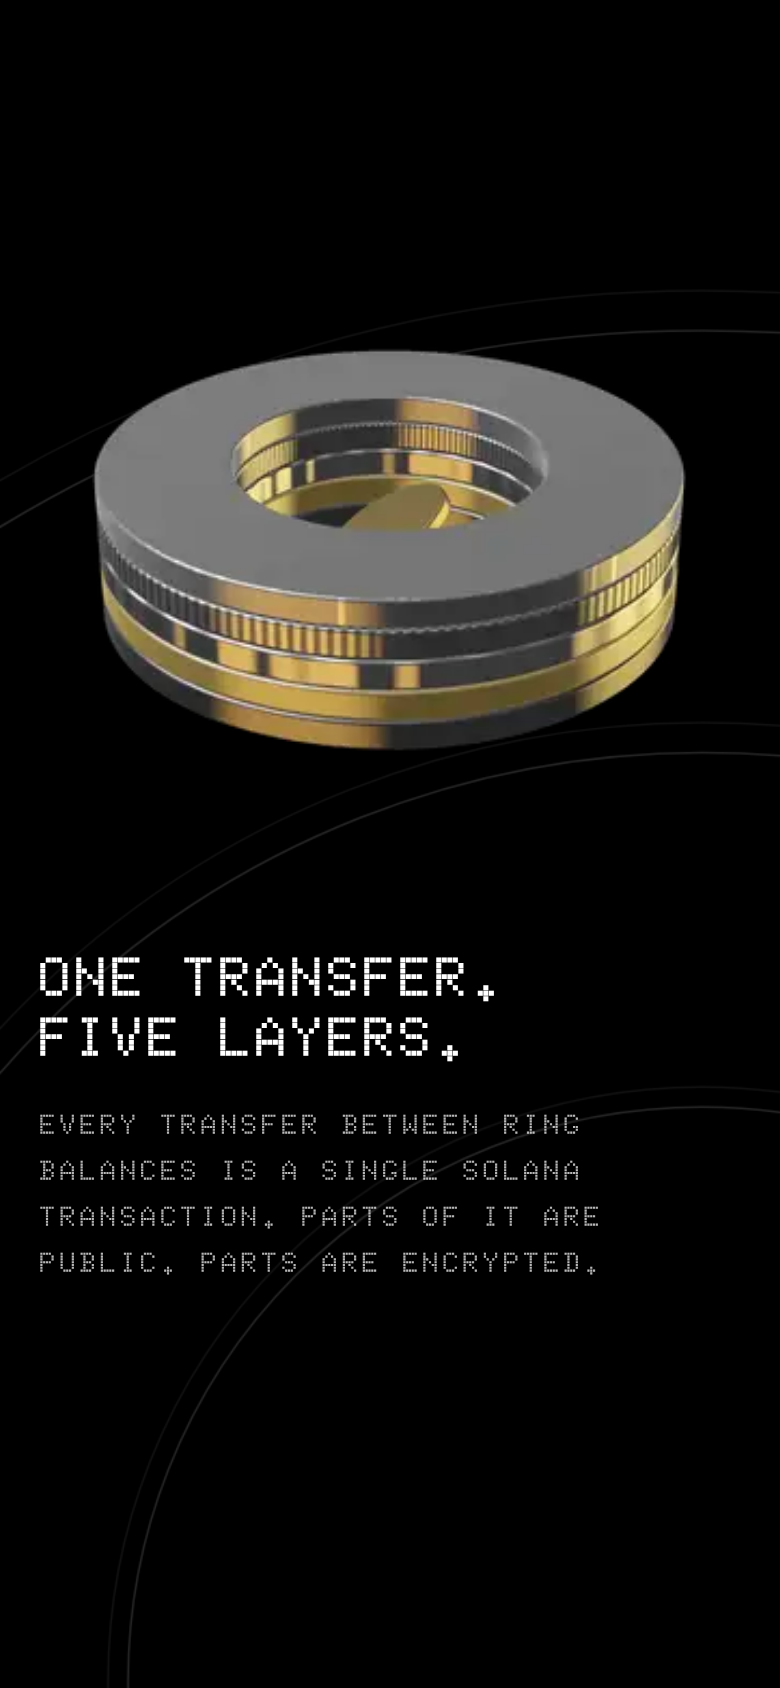 ONE TRANSFER.
FIVE LAYERS.
EVERY TRANSFER BETWEEN RING
BALANCES IS A SINGLE SOLANA
TRANSACTION. PARTS OF IT ARE
PUBLIC. PARTS ARE ENCRYPTED.